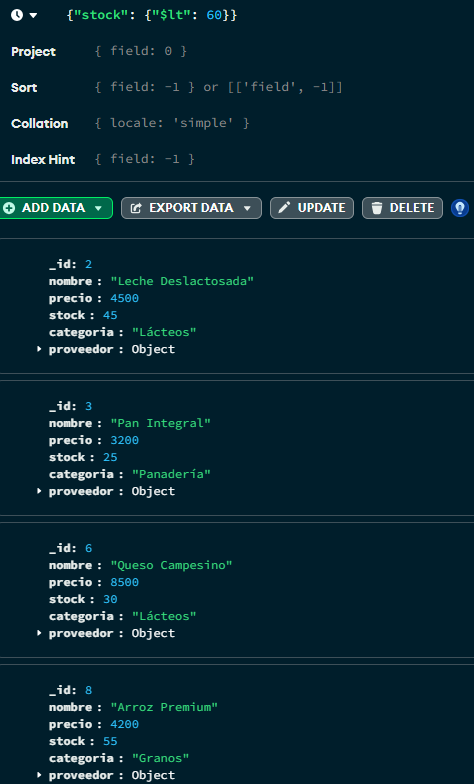 {"stock": {"$lt": 60}}
Project { field: 0 }
Sort { field: -1 } or [['field', -1]]
Collation { locale: 'simple' }
Index Hint { field: -1 }
ADD DATA EXPORT DATA UPDATE DELETE
_id: 2
nombre : "Leche Deslactosada"
precio : 4500
stock : 45
categoria : "Lácteos"
proveedor : Object
_id: 3
nombre : "Pan Integral"
precio : 3200
stock : 25
categoria : "Panadería"
proveedor : Object
_id: 6
nombre : "Queso Campesino"
precio : 8500
stock : 30
categoria : "Lácteos"
proveedor : Object
_id: 8
nombre : "Arroz Premium"
precio : 4200
stock : 55
categoria : "Granos"
proveedor : Object